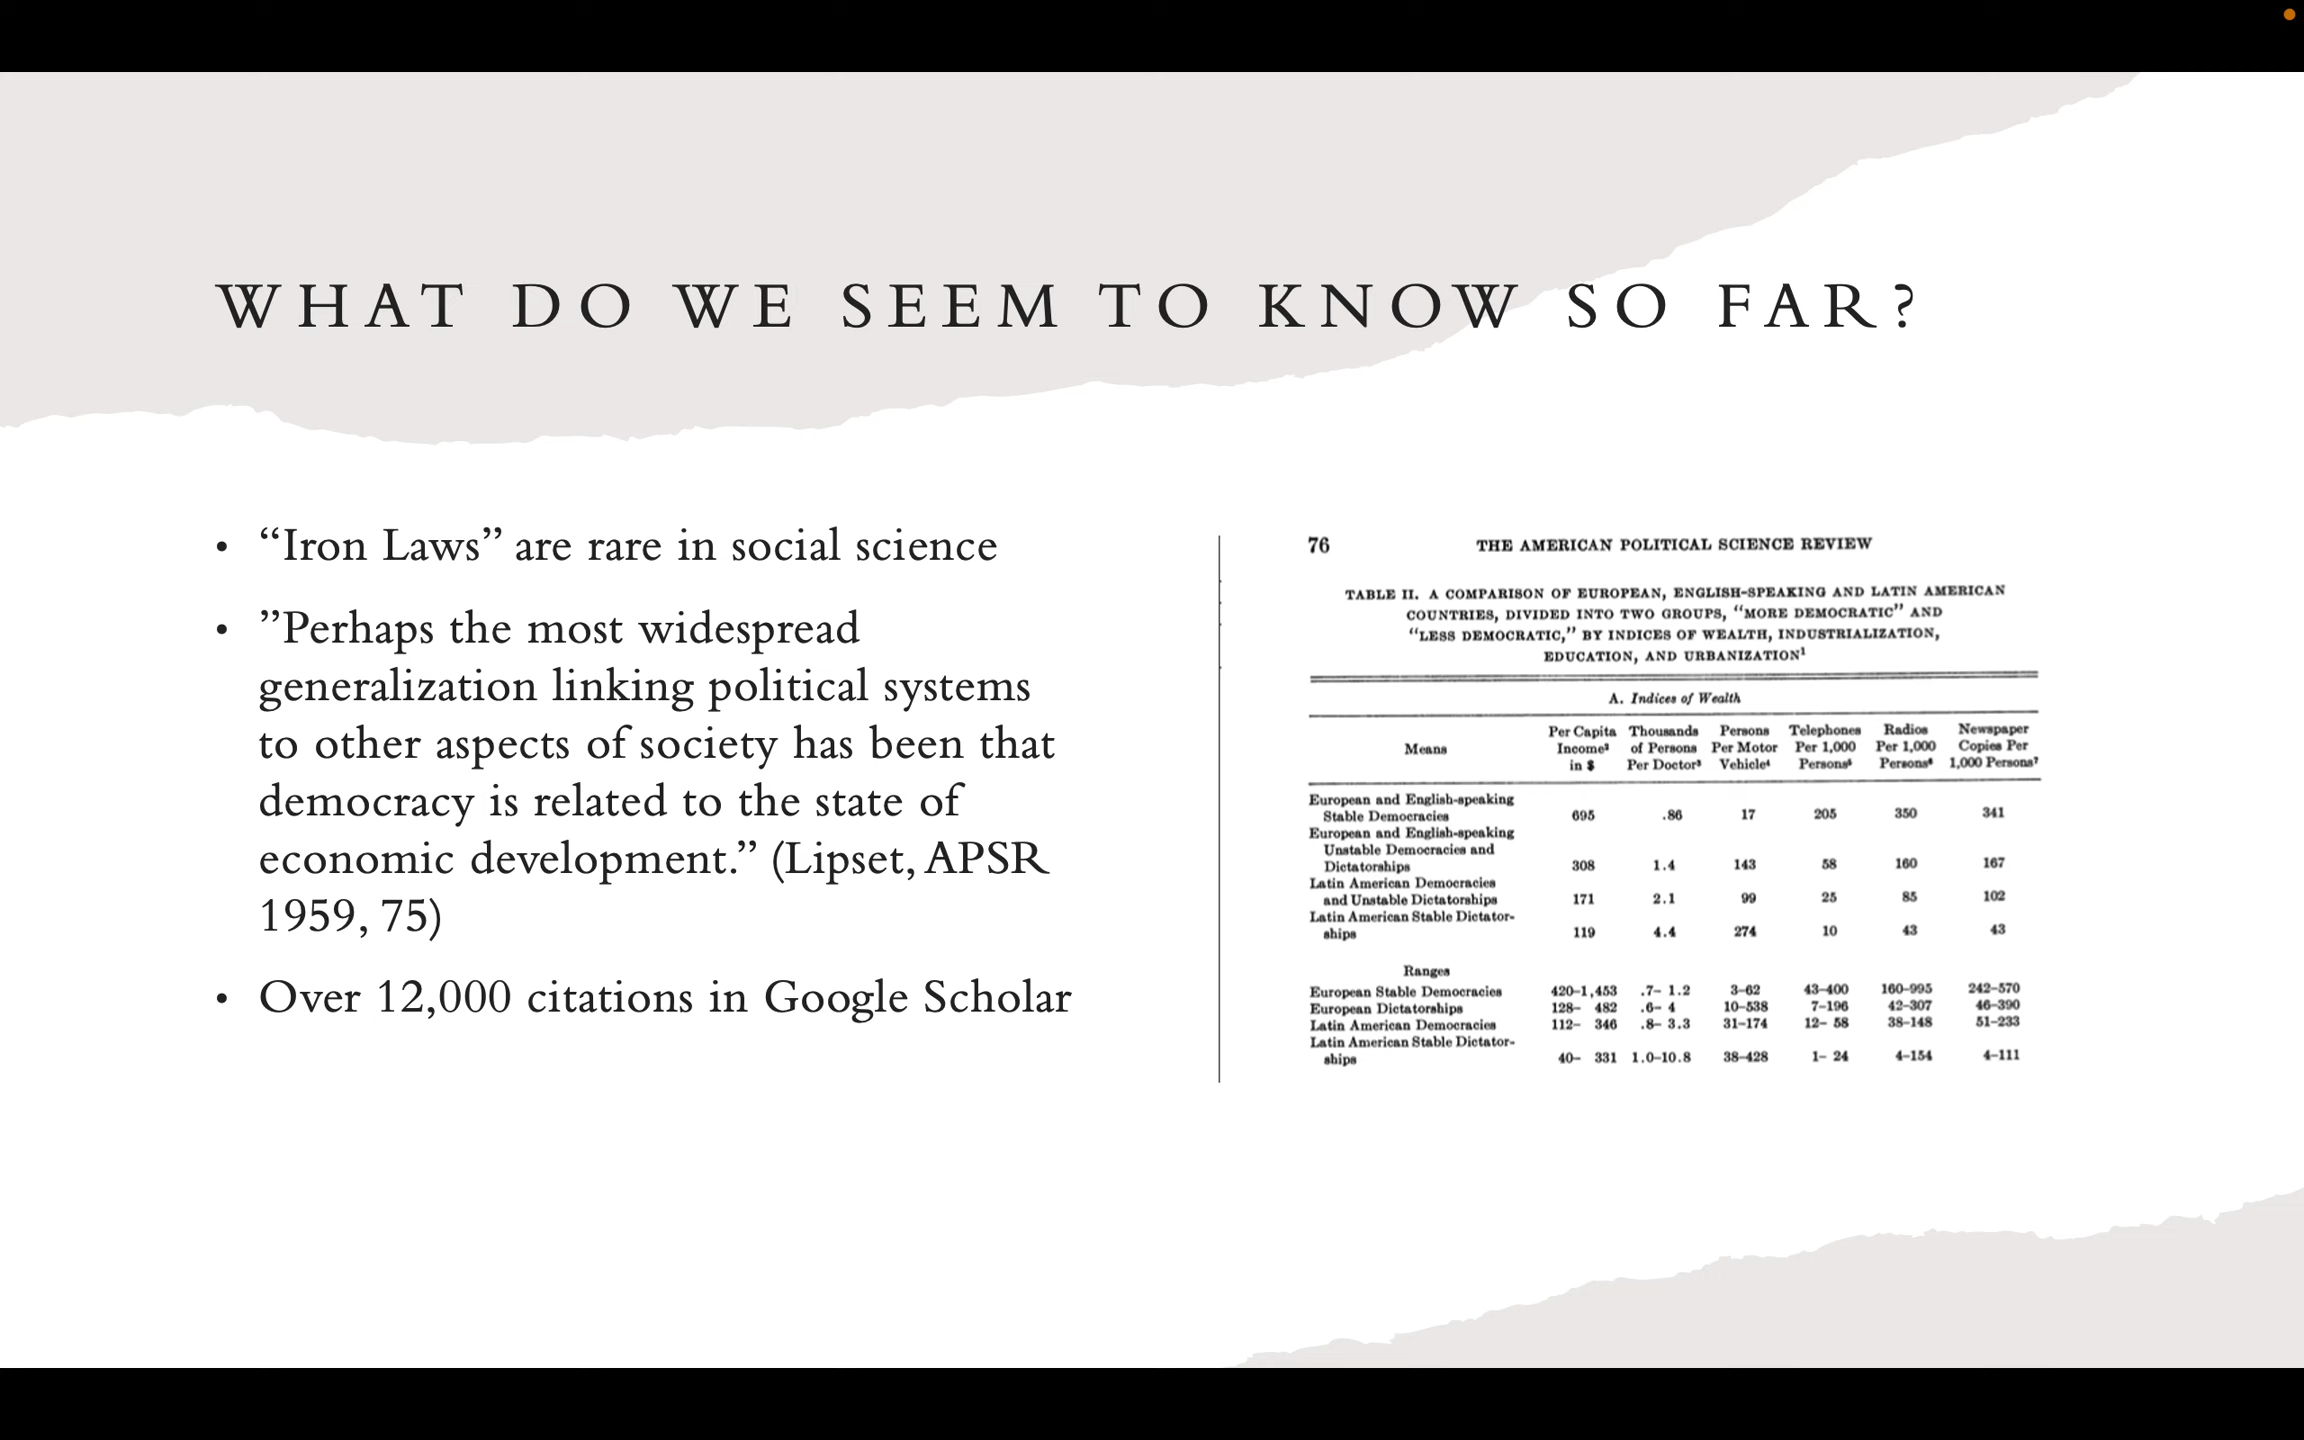 WHAT DO WE SEEM TO KNOW SO FAR?
• “Iron Laws” are rare in social science
• ”Perhaps the most widespread
generalization linking political systems
to other aspects of society has been that
democracy is related to the state of
economic development.” (Lipset, APSR
1959, 75)
• Over 12,000 citations in Google Scholar
76 THE AMERICAN POLITICAL SCIENCE REVIEW
TABLE II. A COMPARISON OF EUROPEAN, ENGLISH-SPEAKING AND LATIN AMERICAN
COUNTRIES, DIVIDED INTO TWO GROUPS, “MORE DEMOCRATIC” AND
“LESS DEMOCRATIC,” BY INDICES OF WEALTH, INDUSTRIALIZATION,
EDUCATION, AND URBANIZATION¹
A. Indices of Wealth
Per Capita Thousands Persons Telephones Radios Newspaper
Means Income² of Persons Per Motor Per 1,000 Per 1,000 Copies Per
in $ Per Doctor³ Vehicle⁴ Persons⁵ Persons⁶ 1,000 Persons⁷
European and English-speaking
Stable Democracies 695 .86 17 205 350 341
European and English-speaking
Unstable Democracies and
Dictatorships 308 1.4 143 58 160 167
Latin American Democracies
and Unstable Dictatorships 171 2.1 99 25 85 102
Latin American Stable Dictator-
ships 119 4.4 274 10 43 43
Ranges
European Stable Democracies 420–1,453 .7– 1.2 3–62 43–400 160–995 242–570
European Dictatorships 128– 482 .6– 4 10–538 7–196 42–307 46–390
Latin American Democracies 112– 346 .8– 3.3 31–174 12– 58 38–148 51–233
Latin American Stable Dictator-
ships 40– 331 1.0–10.8 38–428 1– 24 4–154 4–111